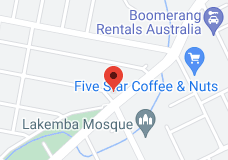 Boomerang
Rentals Australia
Five Star Coffee & Nuts
Lakemba Mosque